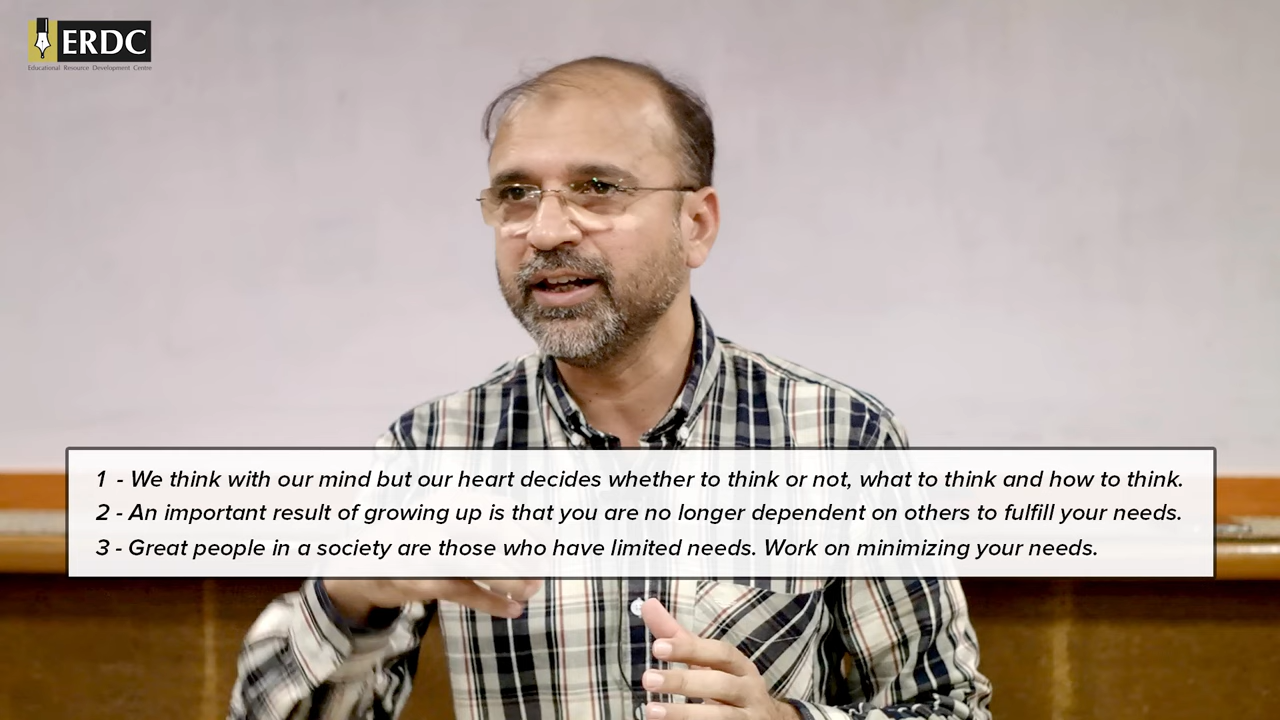 ERDC
Educational Resource Development Centre
1 - We think with our mind but our heart decides whether to think or not, what to think and how to think.
2 - An important result of growing up is that you are no longer dependent on others to fulfill your needs.
3 - Great people in a society are those who have limited needs. Work on minimizing your needs.